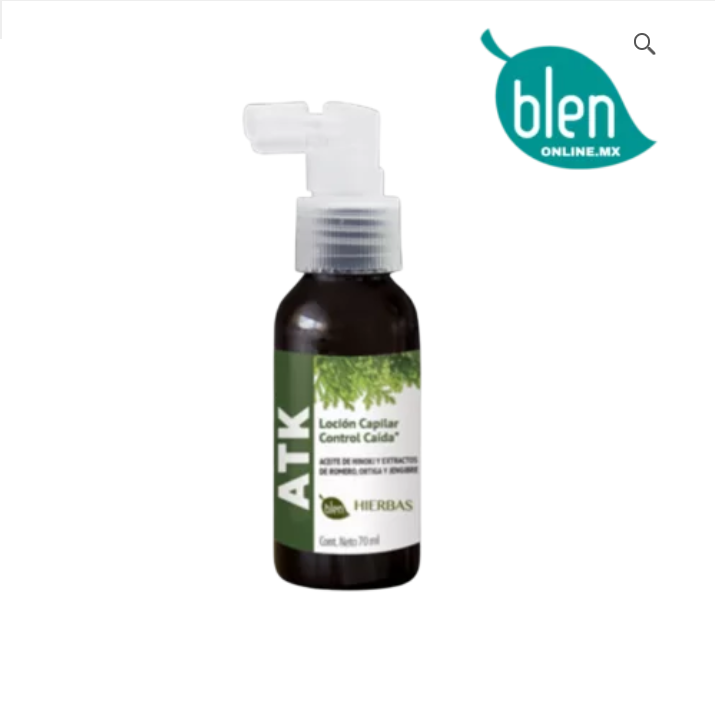 blen
ONLINE.MX
ATK
Loción Capilar
Control Caída*
ACEITE DE HINOKI Y EXTRACTOS
DE ROMERO, ORTIGA Y JENGIBRE
blen HIERBAS
Cont. Neto 70 ml